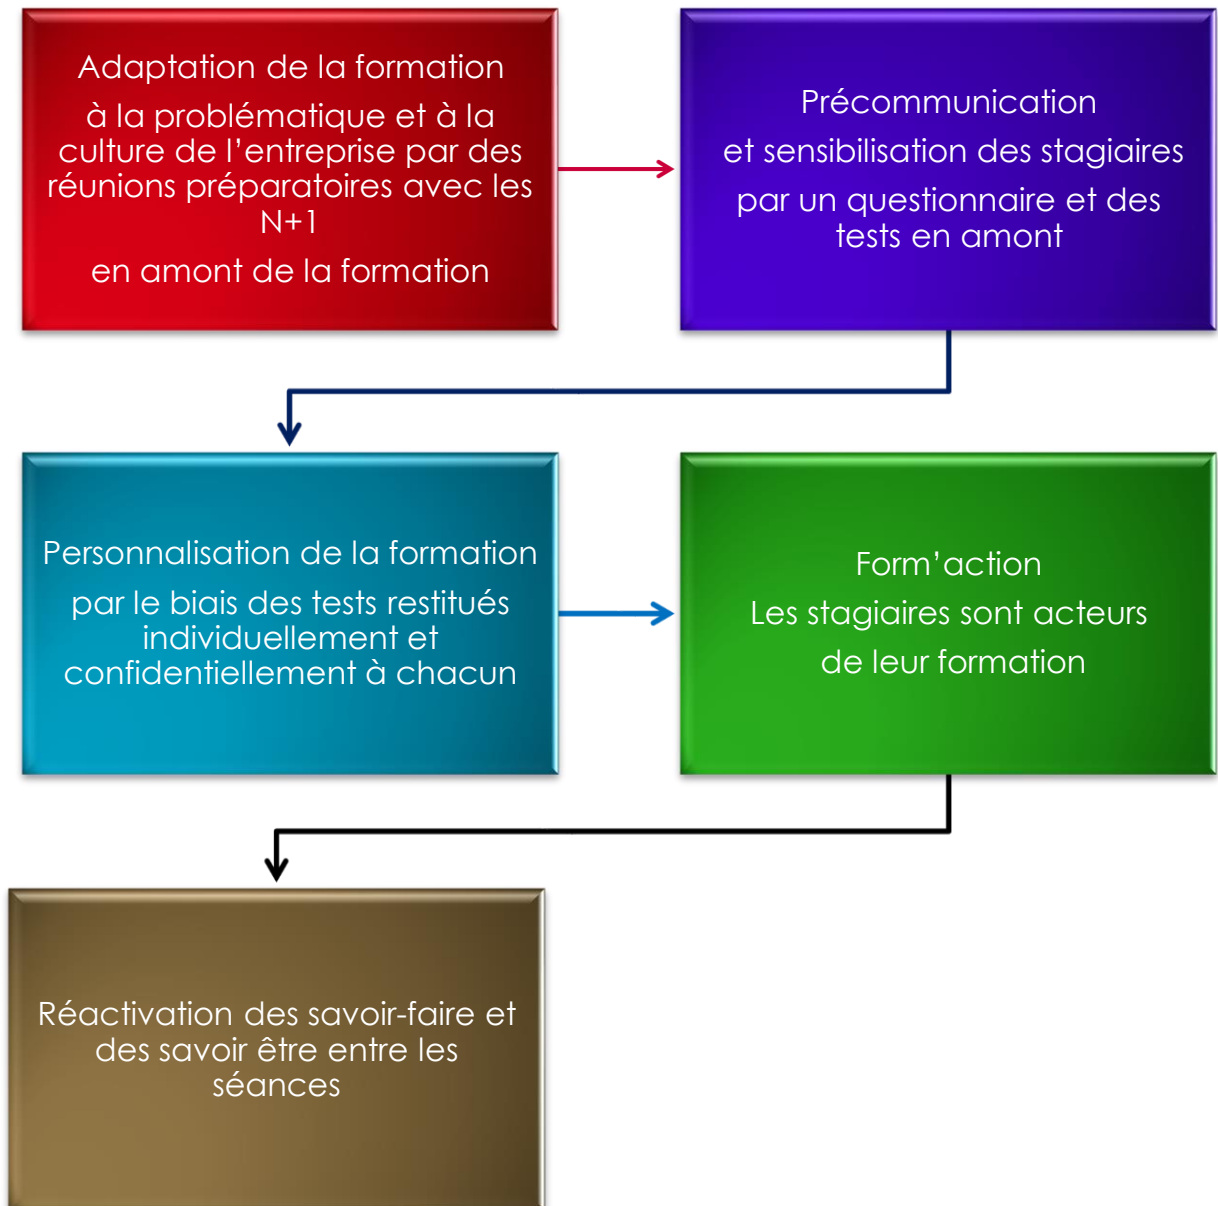 Adaptation de la formation
à la problématique et à la
culture de l’entreprise par des
réunions préparatoires avec les
N+1
en amont de la formation
Précommunication
et sensibilisation des stagiaires
par un questionnaire et des
tests en amont
Personnalisation de la formation
par le biais des tests restitués
individuellement et
confidentiellement à chacun
Form’action
Les stagiaires sont acteurs
de leur formation
Réactivation des savoir-faire et
des savoir être entre les
séances